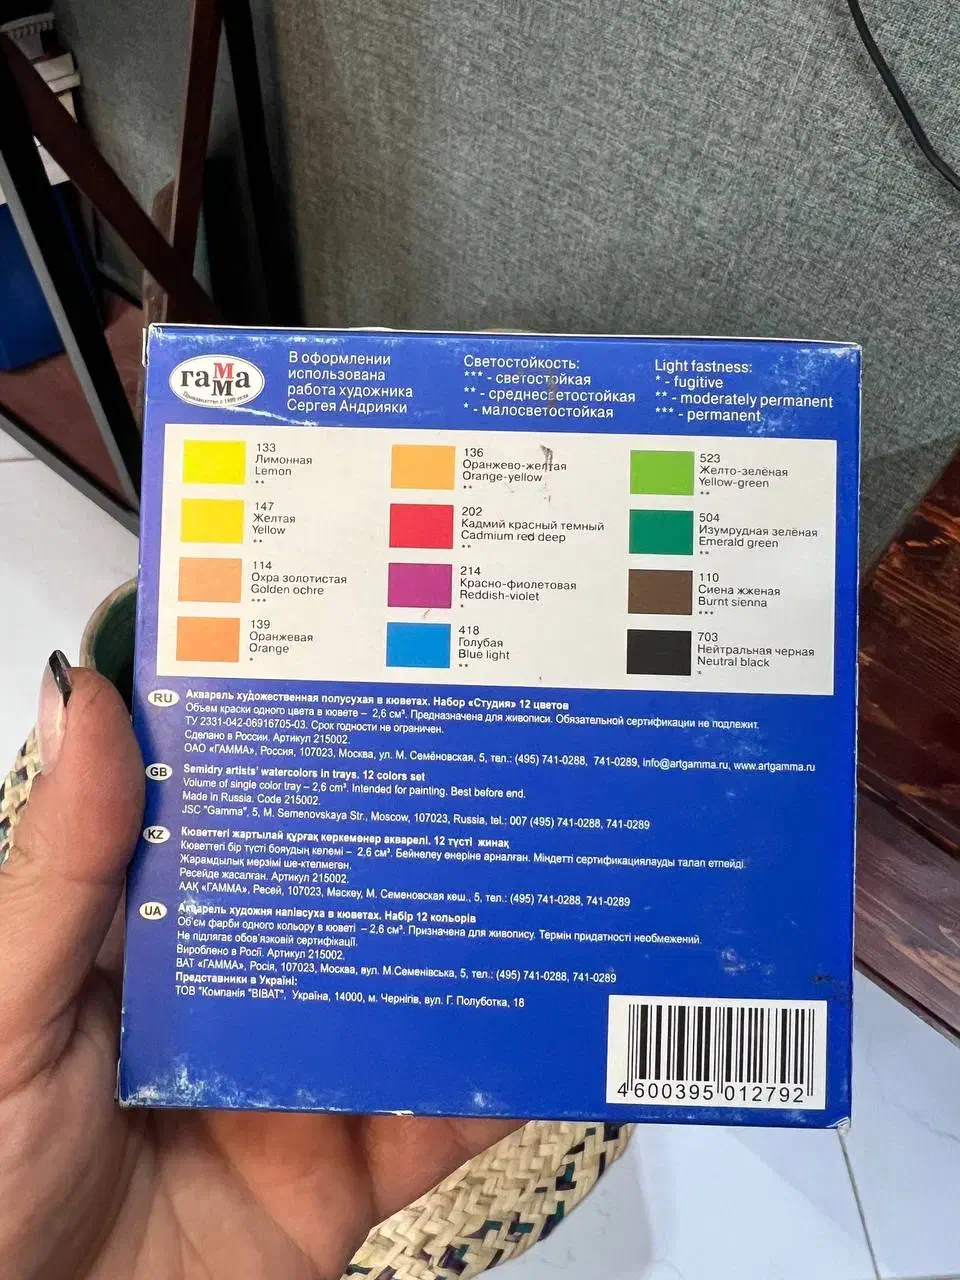 гаММа
Производство с 1899 года
В оформлении
использована
работа художника
Сергея Андрияки
Светостойкость:
*** - светостойкая
** - среднесветостойкая
* - малосветостойкая
Light fastness:
* - fugitive
** - moderately permanent
*** - permanent
133
Лимонная
Lemon
**
147
Желтая
Yellow
**
114
Охра золотистая
Golden ochre
***
139
Оранжевая
Orange
*
136
Оранжево-желтая
Orange-yellow
**
202
Кадмий красный темный
Cadmium red deep
**
214
Красно-фиолетовая
Reddish-violet
*
418
Голубая
Blue light
**
523
Желто-зелёная
Yellow-green
**
504
Изумрудная зелёная
Emerald green
**
110
Сиена жженая
Burnt sienna
***
703
Нейтральная черная
Neutral black
*
RU Акварель художественная полусухая в кюветах. Набор «Студия» 12 цветов
Объем краски одного цвета в кювете – 2,6 см³. Предназначена для живописи. Обязательной сертификации не подлежит.
ТУ 2331-042-06916705-03. Срок годности не ограничен.
Сделано в России. Артикул 215002.
ОАО «ГАММА», Россия, 107023, Москва, ул. М. Семёновская, 5, тел.: (495) 741-0288, 741-0289, info@artgamma.ru, www.artgamma.ru
GB Semidry artists' watercolors in trays. 12 colors set
Volume of single color tray – 2,6 cm³. Intended for painting. Best before end.
Made in Russia. Code 215002.
JSC "Gamma", 5, M. Semenovskaya Str., Moscow, 107023, Russia, tel.: 007 (495) 741-0288, 741-0289
KZ Кюветтегі жартылай құрғақ көркемөнер акварелі. 12 түсті жинақ
Кюветтегі бір түсті бояудың көлемі – 2,6 см³. Бейнелеу өнеріне арналған. Міндетті сертификациялауды талап етпейді.
Жарамдылық мерзімі ше-ктелмеген.
Ресейде жасалған. Артикул 215002.
ААҚ «ГАММА», Ресей, 107023, Мәскеу, М. Семеновская көш., 5, тел.: (495) 741-0288, 741-0289
UA Акварель художня напівсуха в кюветах. Набір 12 кольорів
Об'єм фарби одного кольору в кюветі – 2,6 см³. Призначена для живопису. Термін придатності необмежений.
Не підлягає обов'язковій сертифікації.
Вироблено в Росії. Артикул 215002.
ВАТ «ГАММА», Росія, 107023, Москва, вул. М.Семенівська, 5, тел.: (495) 741-0288, 741-0289
Представники в Україні:
ТОВ "Компанія "ВІВАТ", Україна, 14000, м. Чернігів, вул. Г. Полуботка, 18
4 600395 012792